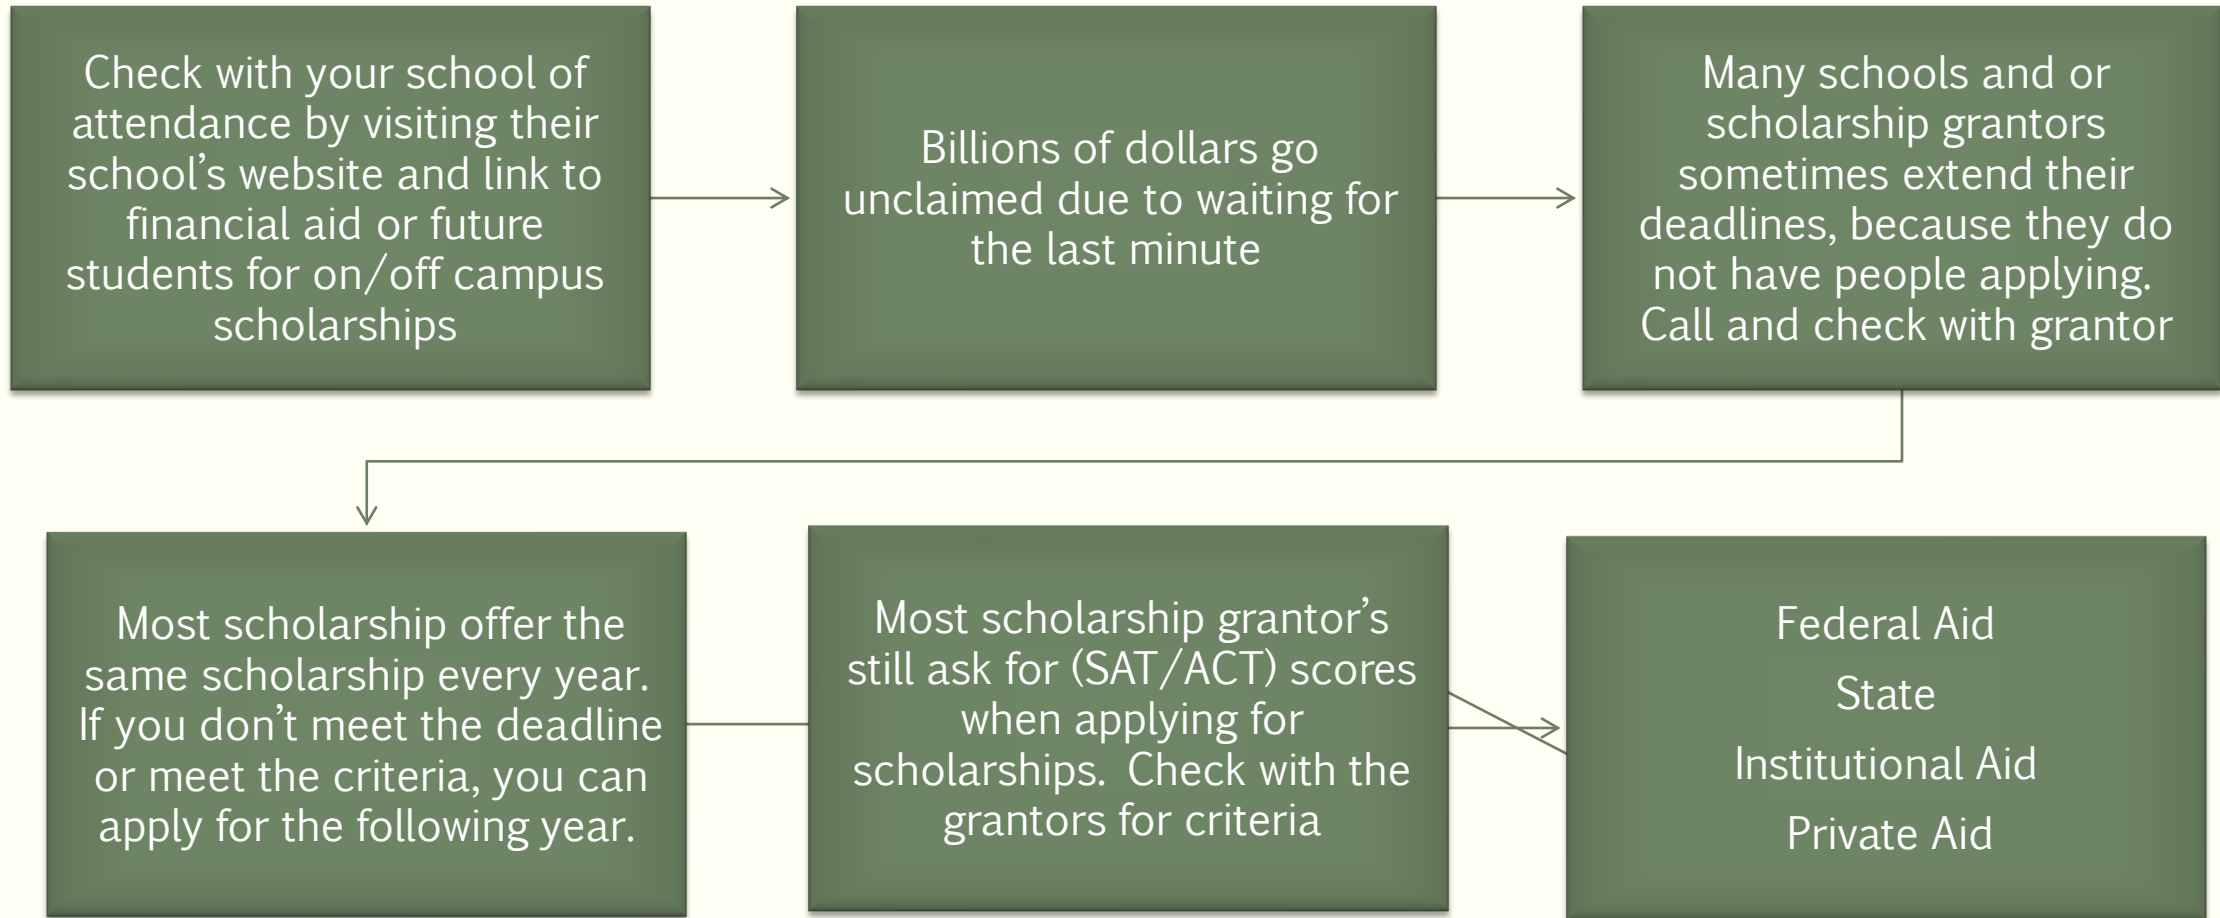 Check with your school of
attendance by visiting their
school’s website and link to
financial aid or future
students for on/off campus
scholarships
Billions of dollars go
unclaimed due to waiting for
the last minute
Many schools and or
scholarship grantors
sometimes extend their
deadlines, because they do
not have people applying.
Call and check with grantor
Most scholarship offer the
same scholarship every year.
If you don’t meet the deadline
or meet the criteria, you can
apply for the following year.
Most scholarship grantor’s
still ask for (SAT/ACT) scores
when applying for
scholarships. Check with the
grantors for criteria
Federal Aid
State
Institutional Aid
Private Aid